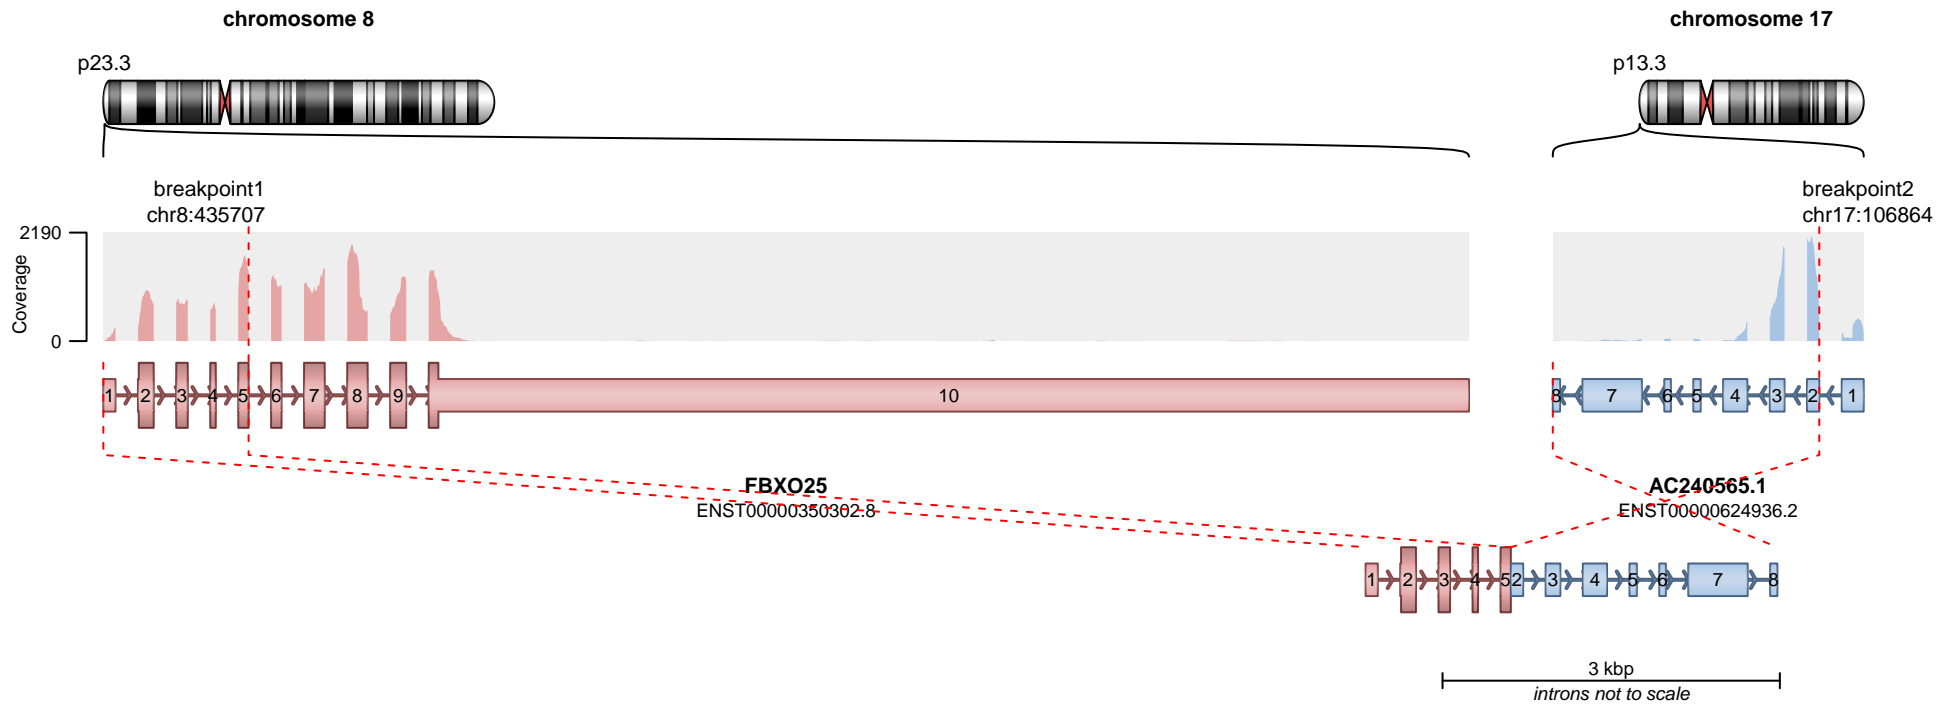 chromosome 8
chromosome 17
p23.3
p13.3
breakpoint1
chr8:435707
breakpoint2
chr17:106864
2190
Coverage
0
1 2 3 4 5 6 7 8 9 10
8 7 6 5 4 3 2 1
FBXO25
ENST00000350302.8
AC240565.1
ENST00000624936.2
1 2 3 4 5 2 3 4 5 6 7 8
3 kbp
introns not to scale